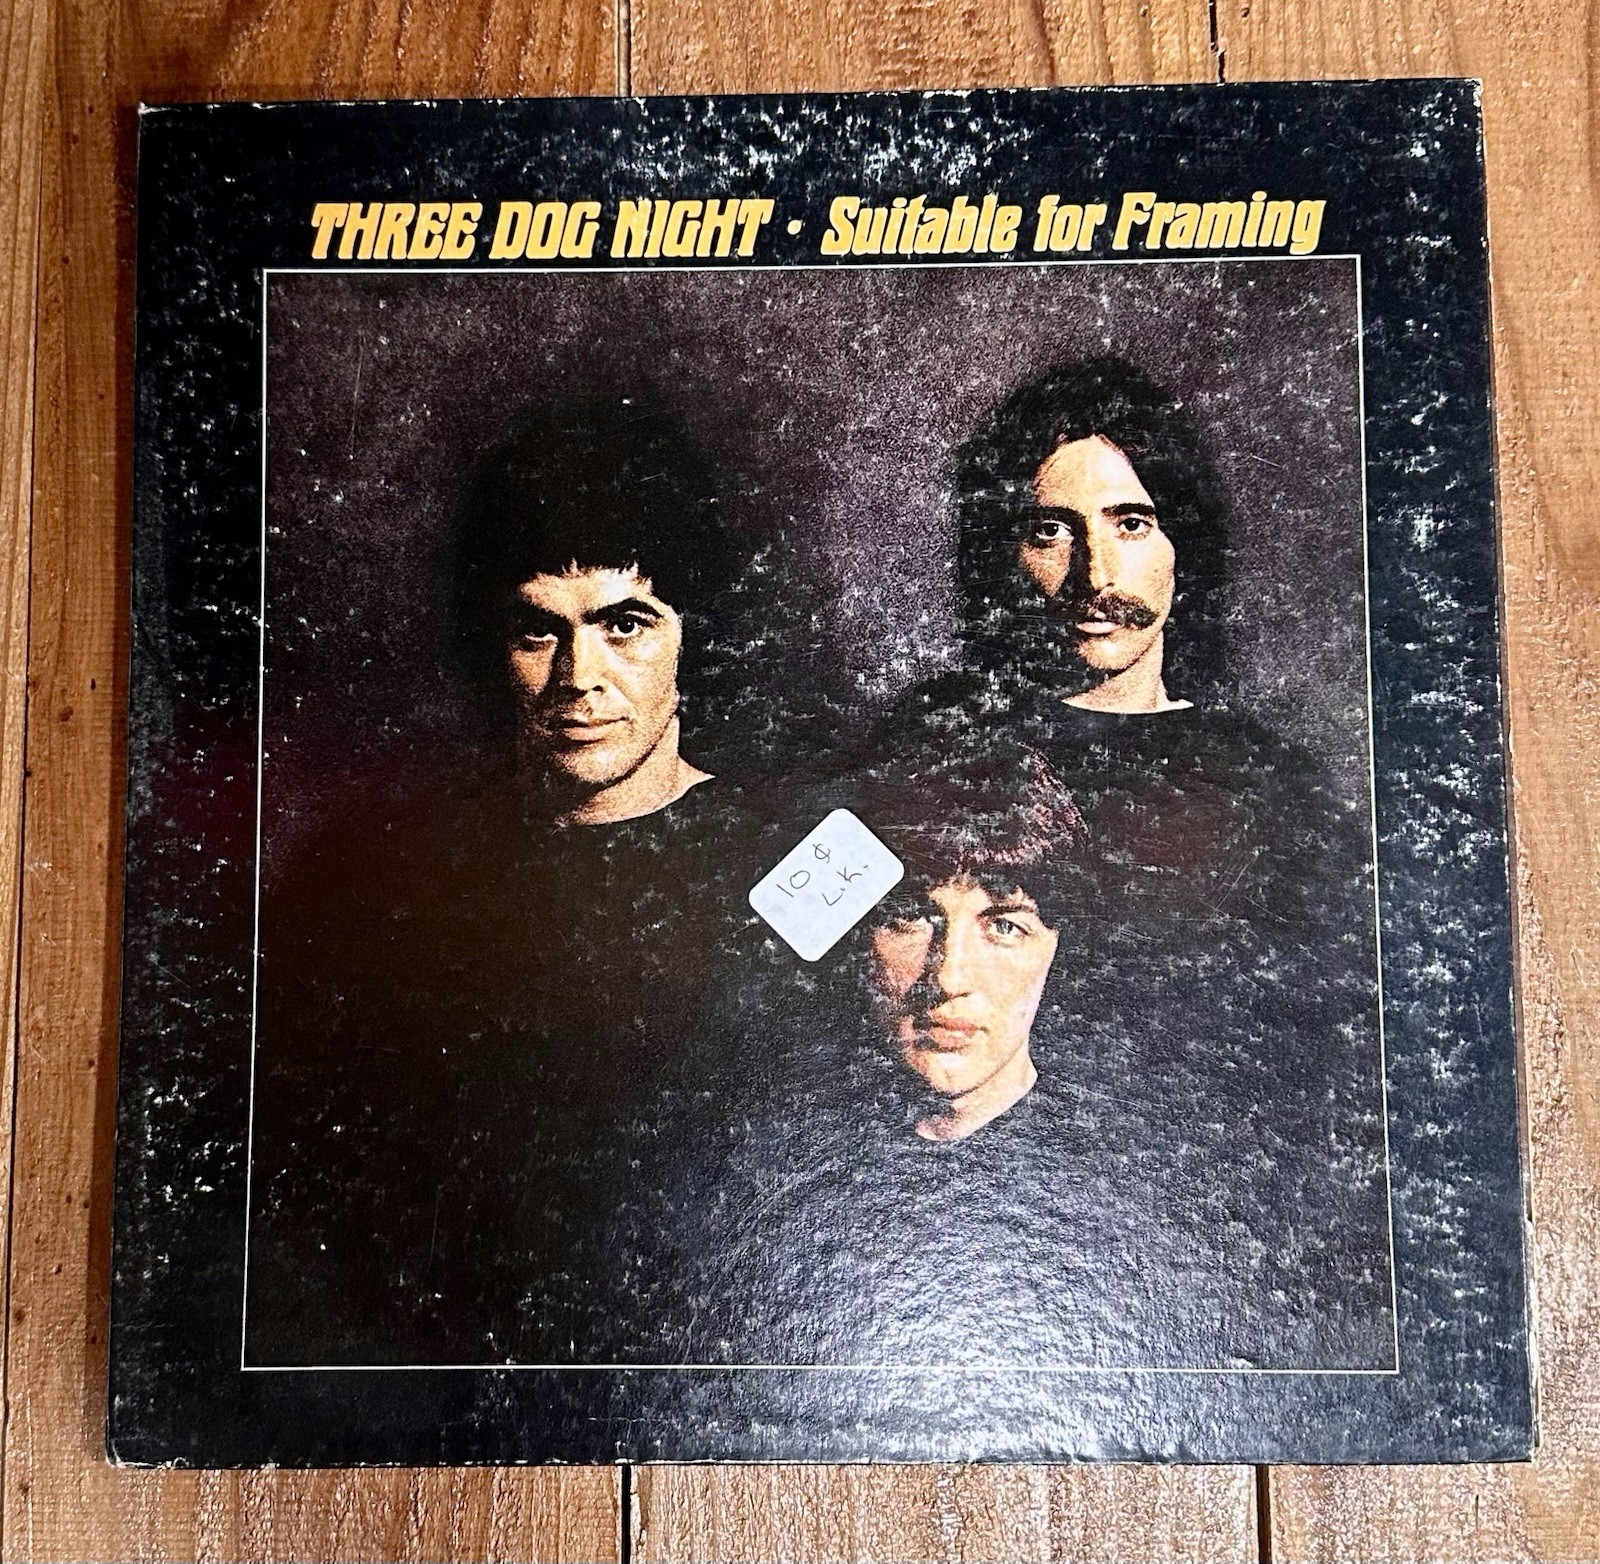 THREE DOG NIGHT · Suitable for Framing
10¢
L.K.